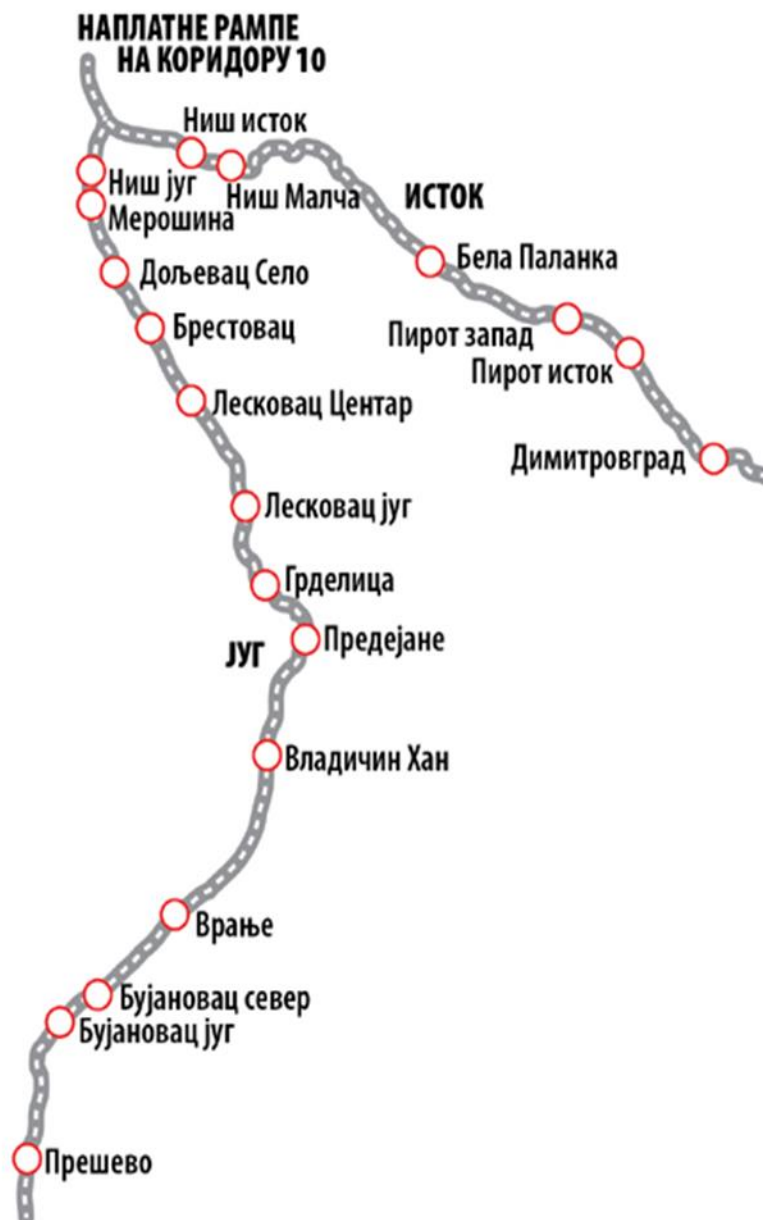 НАПЛАТНЕ РАМПЕ
НА КОРИДОРУ 10
Ниш исток
Ниш југ
Ниш Малча
ИСТОК
Мерошина
Бела Паланка
Дољевац Село
Брестовац
Пирот запад
Пирот исток
Лесковац Центар
Димитровград
Лесковац југ
Грделица
Предејане
ЈУГ
Владичин Хан
Врање
Бујановац север
Бујановац југ
Прешево